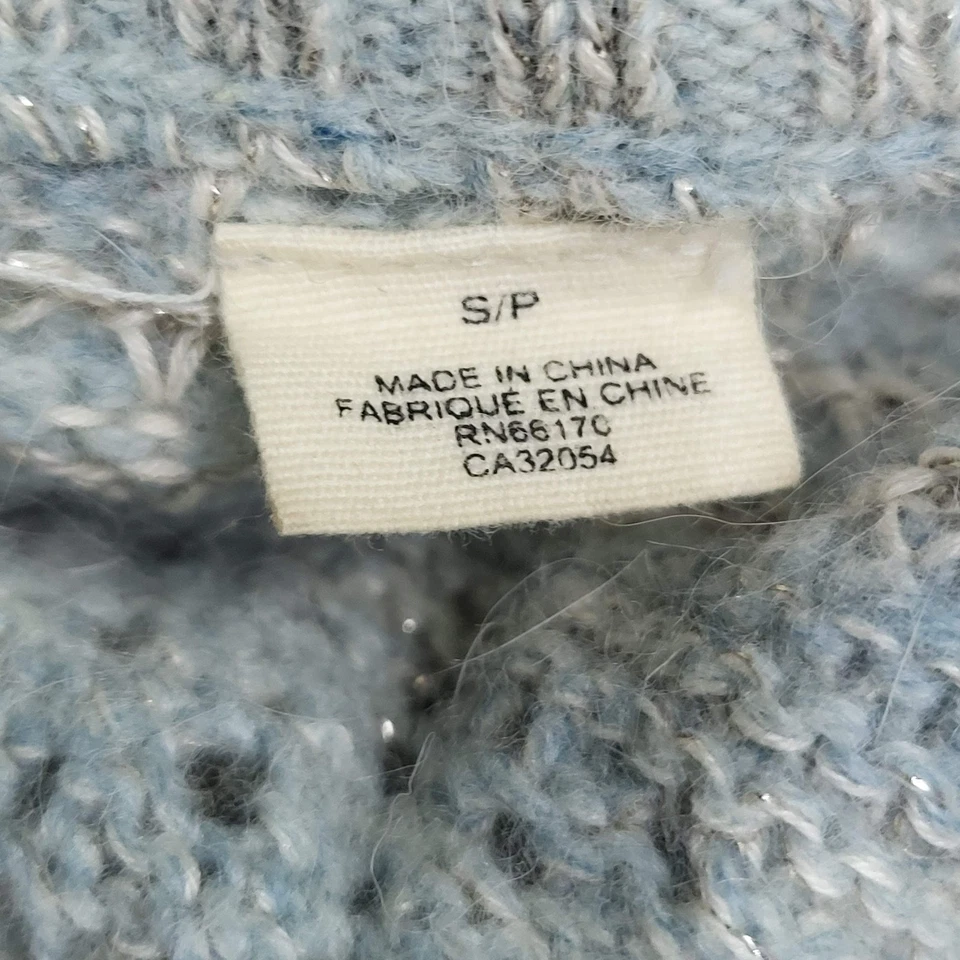 S/P
MADE IN CHINA
FABRIQUÉ EN CHINE
RN66170
CA32054